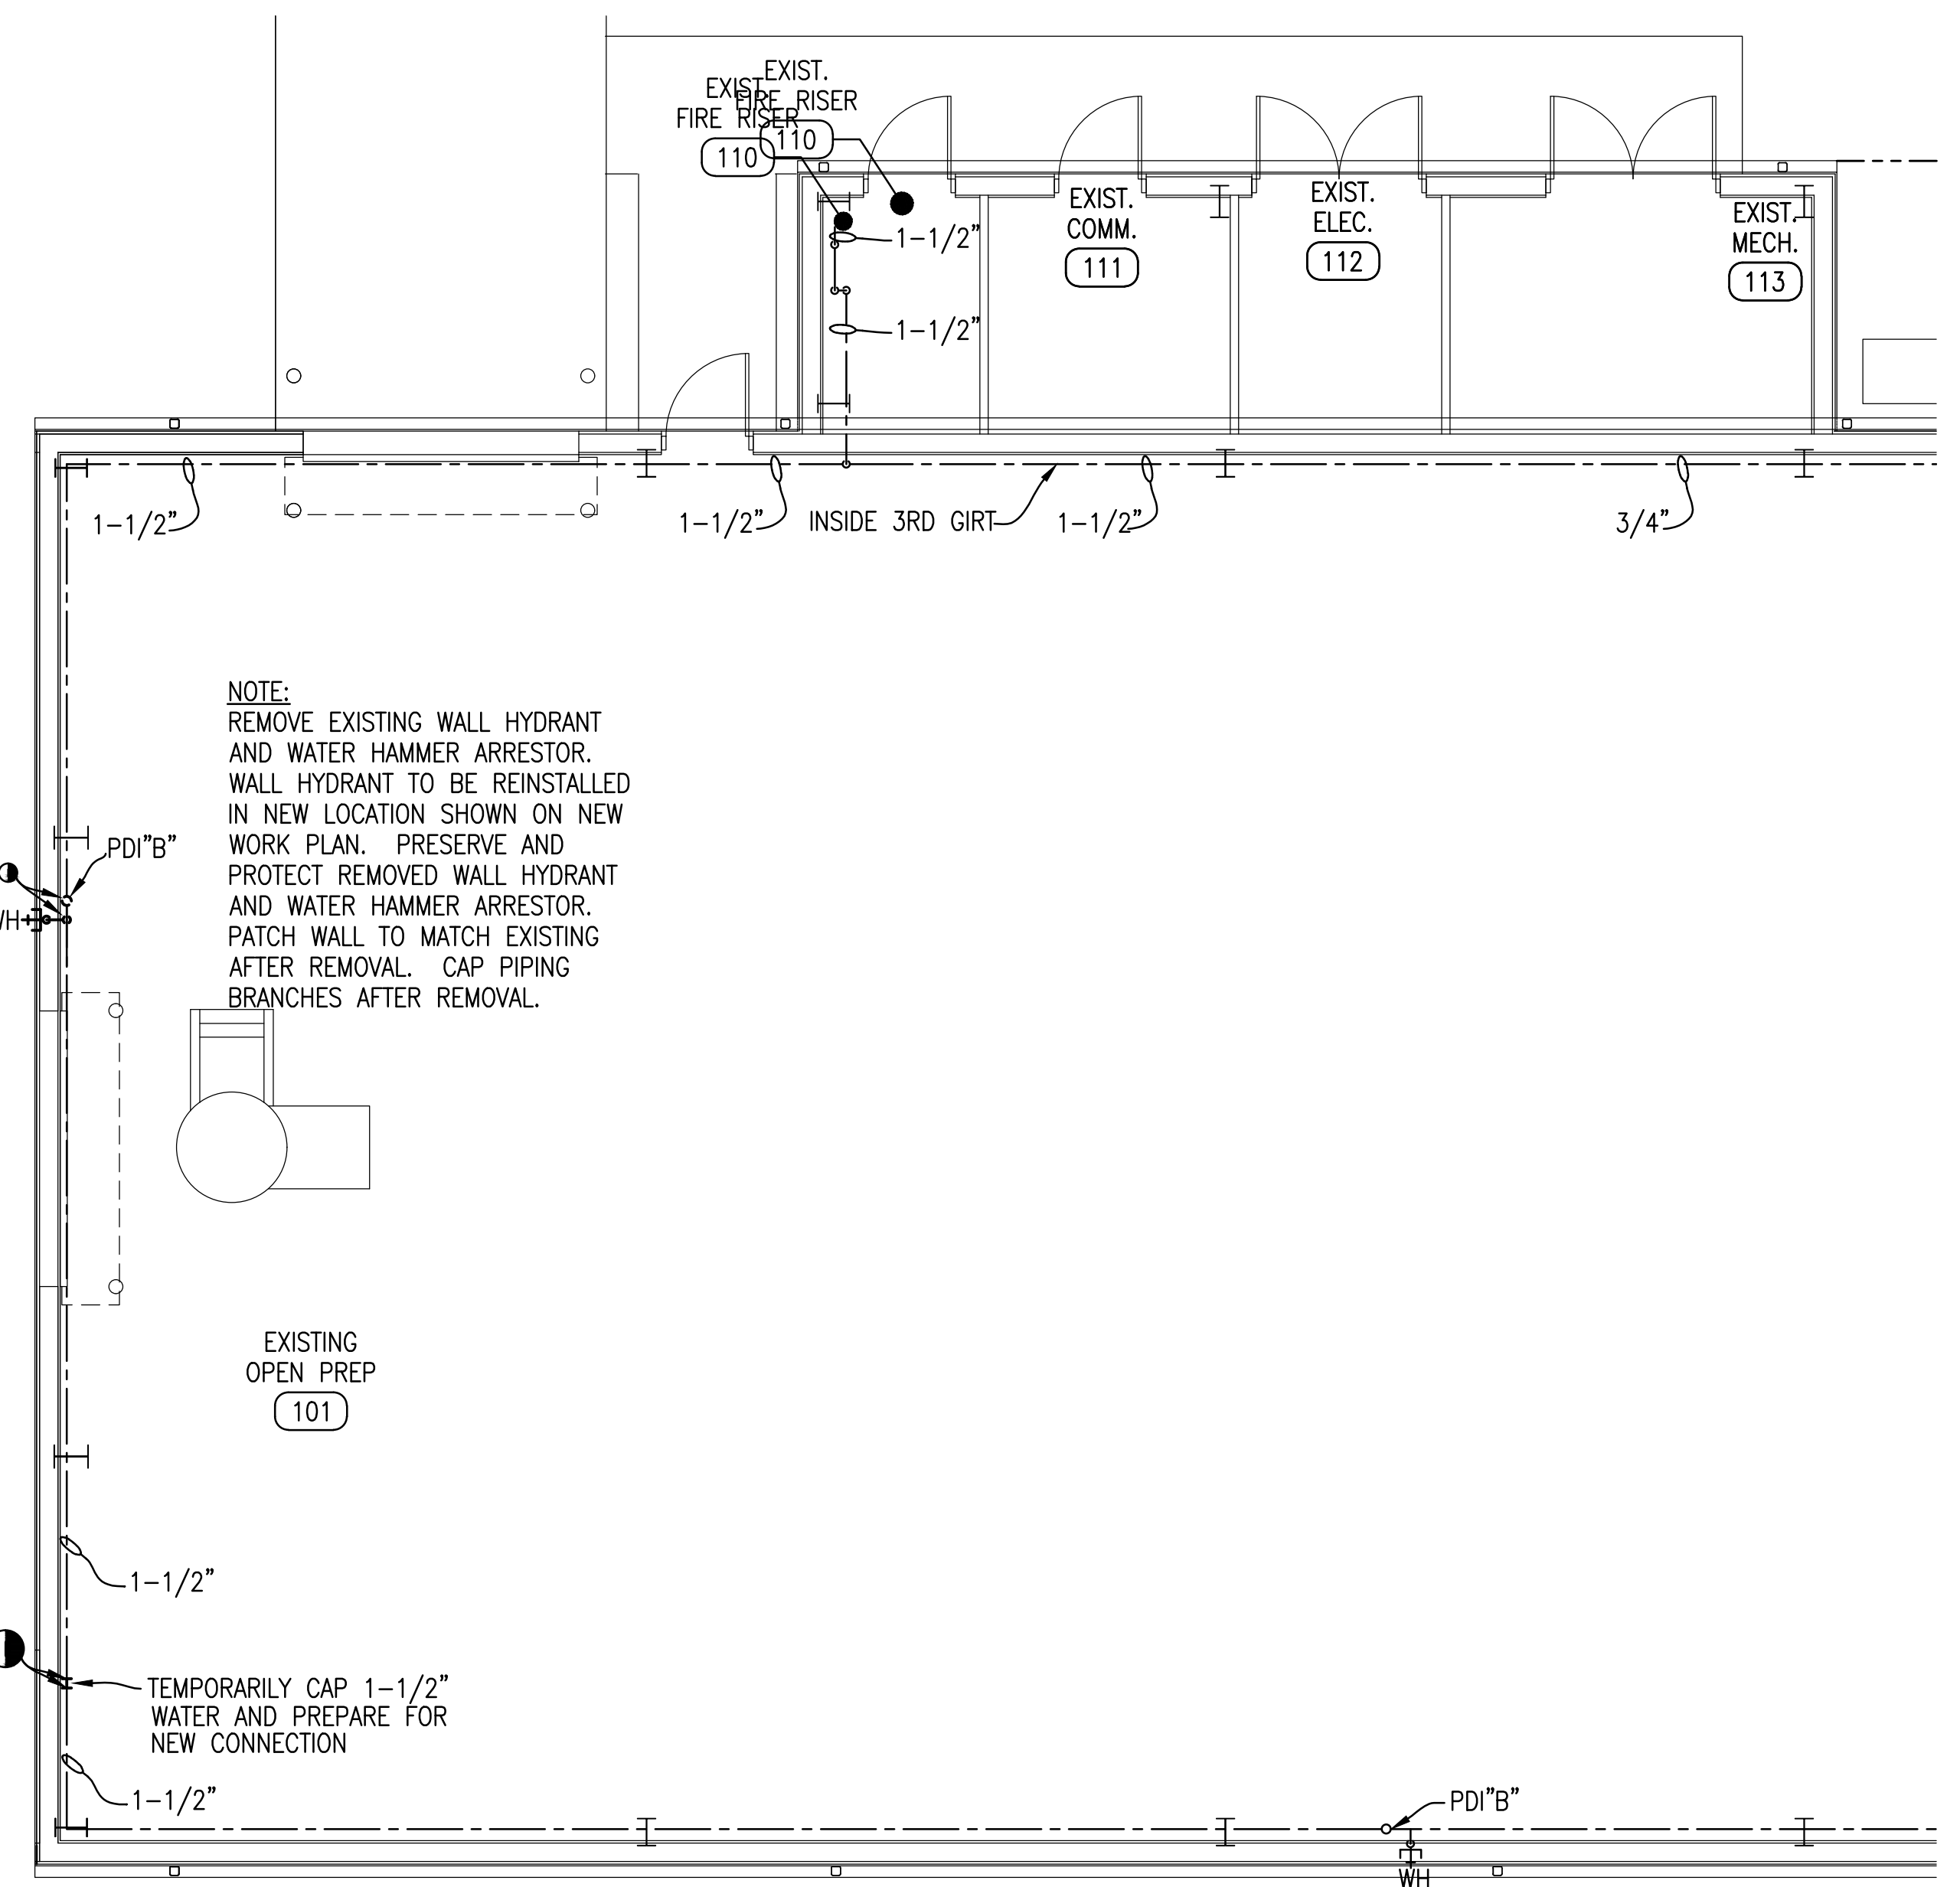 EXIST.
FIRE RISER
110
EXIST.
FIRE RISER
110
EXIST.
COMM.
111
EXIST.
ELEC.
112
EXIST.
MECH.
113
1-1/2"
1-1/2"
1-1/2"
1-1/2"
INSIDE 3RD GIRT
1-1/2"
3/4"
NOTE:
REMOVE EXISTING WALL HYDRANT
AND WATER HAMMER ARRESTOR.
WALL HYDRANT TO BE REINSTALLED
IN NEW LOCATION SHOWN ON NEW
WORK PLAN. PRESERVE AND
PROTECT REMOVED WALL HYDRANT
AND WATER HAMMER ARRESTOR.
PATCH WALL TO MATCH EXISTING
AFTER REMOVAL. CAP PIPING
BRANCHES AFTER REMOVAL.
PDI"B"
WH
EXISTING
OPEN PREP
101
1-1/2"
TEMPORARILY CAP 1-1/2"
WATER AND PREPARE FOR
NEW CONNECTION
1-1/2"
PDI"B"
WH